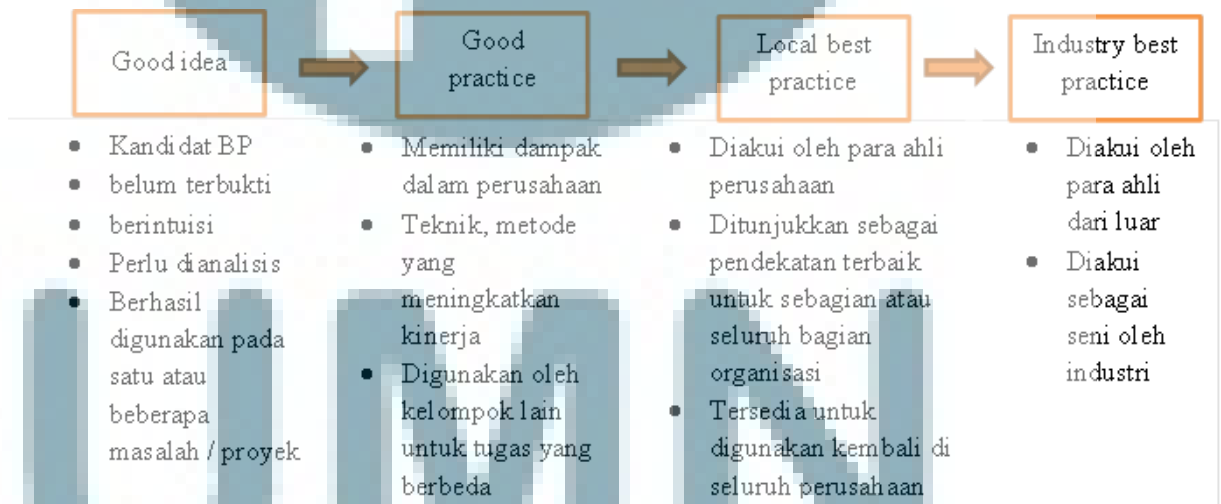 Good idea
Good
practice
Local best
practice
Industry best
practice
• Kandidat BP
• belum terbukti
• berintuisi
• Perlu dianalisis
• Berhasil
digunakan pada
satu atau
beberapa
masalah / proyek
• Memiliki dampak
dalam perusahaan
• Teknik, metode
yang
meningkatkan
kinerja
• Digunakan oleh
kelompok lain
untuk tugas yang
berbeda
• Diakui oleh para ahli
perusahaan
• Ditunjukkan sebagai
pendekatan terbaik
untuk sebagian atau
seluruh bagian
organisasi
• Tersedia untuk
digunakan kembali di
seluruh perusahaan
• Diakui oleh
para ahli
dari luar
• Diakui
sebagai
seni oleh
industri
UMN